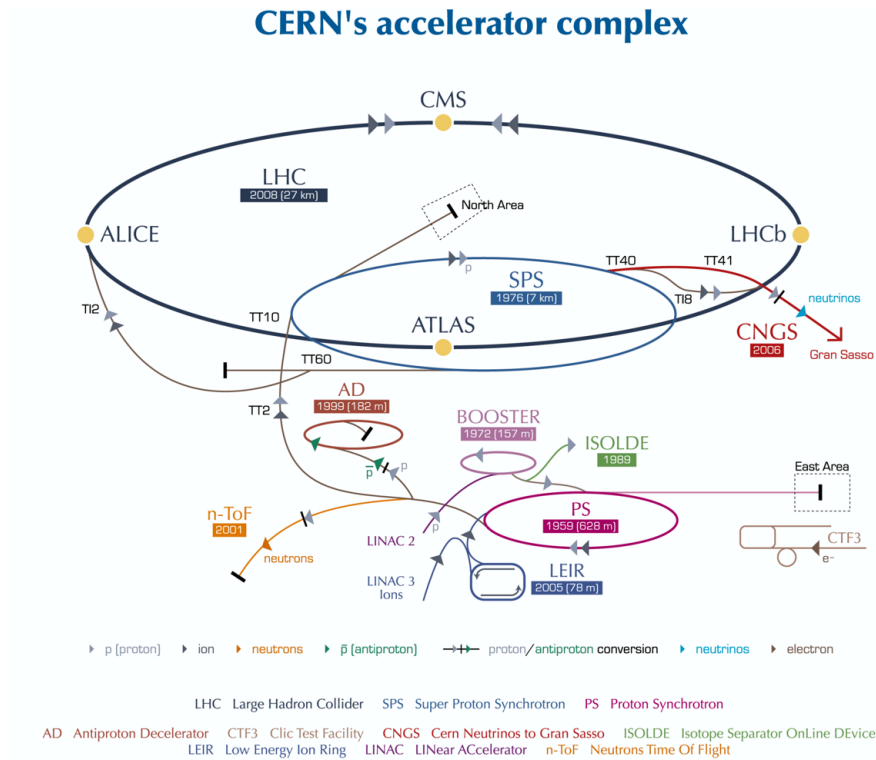 CERN's accelerator complex
CMS
LHC
2008 (27 km)
North Area
ALICE
LHCb
TT40
TT41
p
SPS
1976 (7 km)
TI8
neutrinos
TI2
TT10
ATLAS
CNGS
2006
Gran Sasso
TT60
AD
1999 (182 m)
TT2
BOOSTER
1972 (157 m)
ISOLDE
1989
East Area
p̅
p
n-ToF
2001
LINAC 2
p
PS
1959 (628 m)
CTF3
e-
neutrons
LINAC 3
Ions
LEIR
2005 (78 m)
p (proton) ion neutrons p̅ (antiproton) proton/antiproton conversion neutrinos electron
LHC Large Hadron Collider SPS Super Proton Synchrotron PS Proton Synchrotron
AD Antiproton Decelerator CTF3 Clic Test Facility CNGS Cern Neutrinos to Gran Sasso ISOLDE Isotope Separator OnLine DEvice
LEIR Low Energy Ion Ring LINAC LINear ACcelerator n-ToF Neutrons Time Of Flight